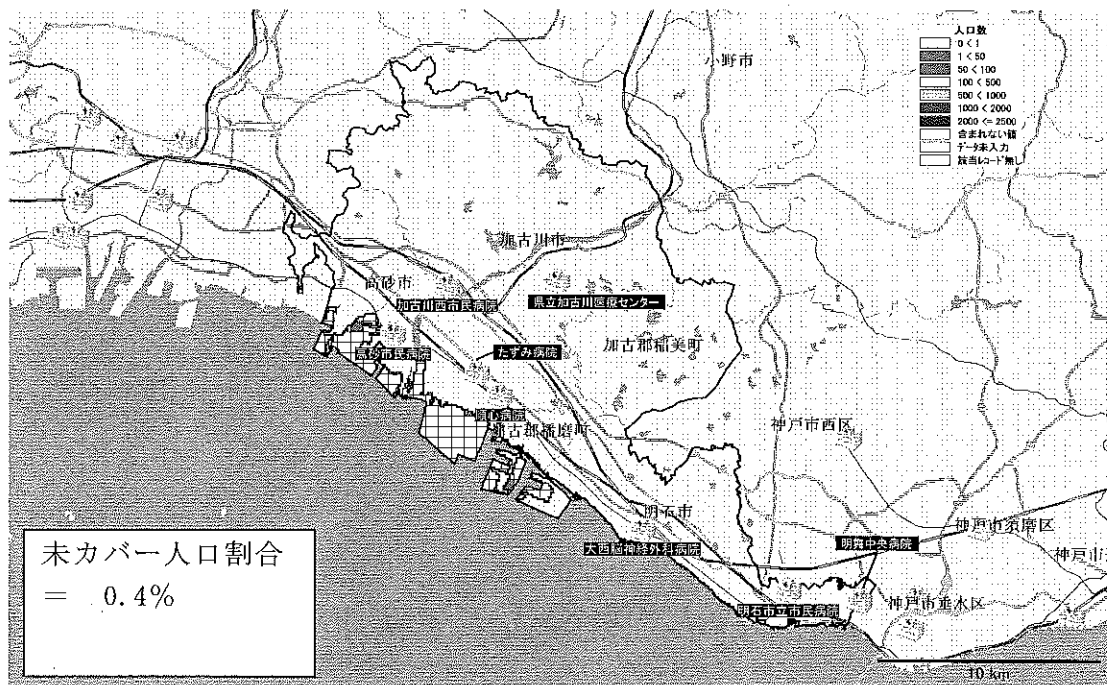 人口数
0 < 1
1 < 50
50 < 100
100 < 500
500 < 1000
1000 < 2000
2000 <= 2500
含まれない値
データ未入力
該当レコード無し
小野市
加古川市
高砂市
加古川西市民病院
県立加古川医療センター
加古郡稲美町
高砂市民病院
たずみ病院
順心病院
加古郡播磨町
神戸市西区
明石市
大西脳神経外科病院
明舞中央病院
神戸市須磨区
神戸市
明石市立市民病院
神戸市垂水区
10 km
未カバー人口割合
= 0.4%